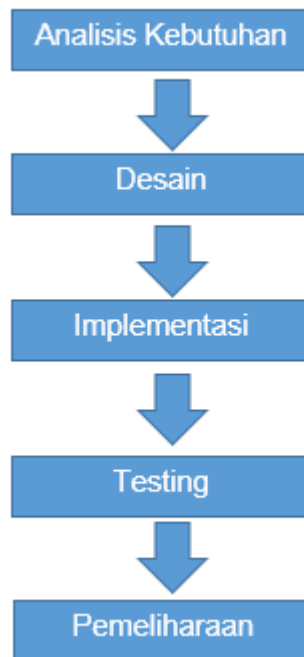 Analisis Kebutuhan
Desain
Implementasi
Testing
Pemeliharaan